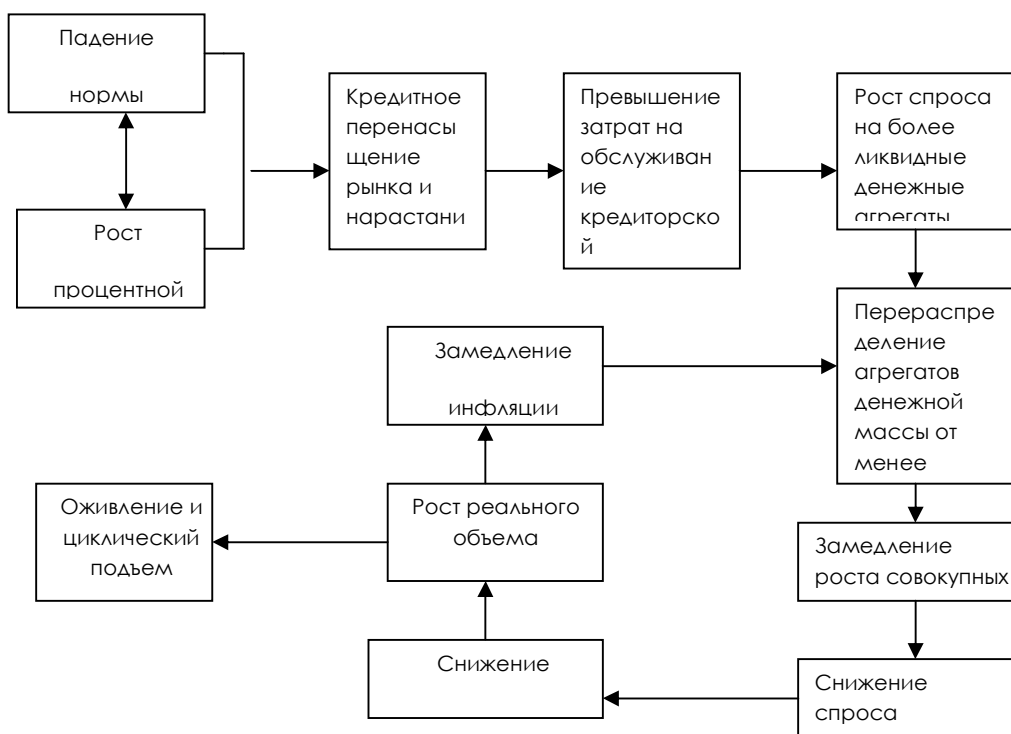 Падение
нормы
Рост
процентной
Кредитное
перенасы
щение
рынка и
нарастани
Превышение
затрат на
обслуживан
ие
кредиторско
й
Рост спроса
на более
ликвидные
денежные
агрегаты
Перераспре
деление
агрегатов
денежной
массы от
менее
Замедление
инфляции
Оживление и
циклический
подъем
Рост реального
объема
Замедление
роста совокупных
Снижение
Снижение
спроса